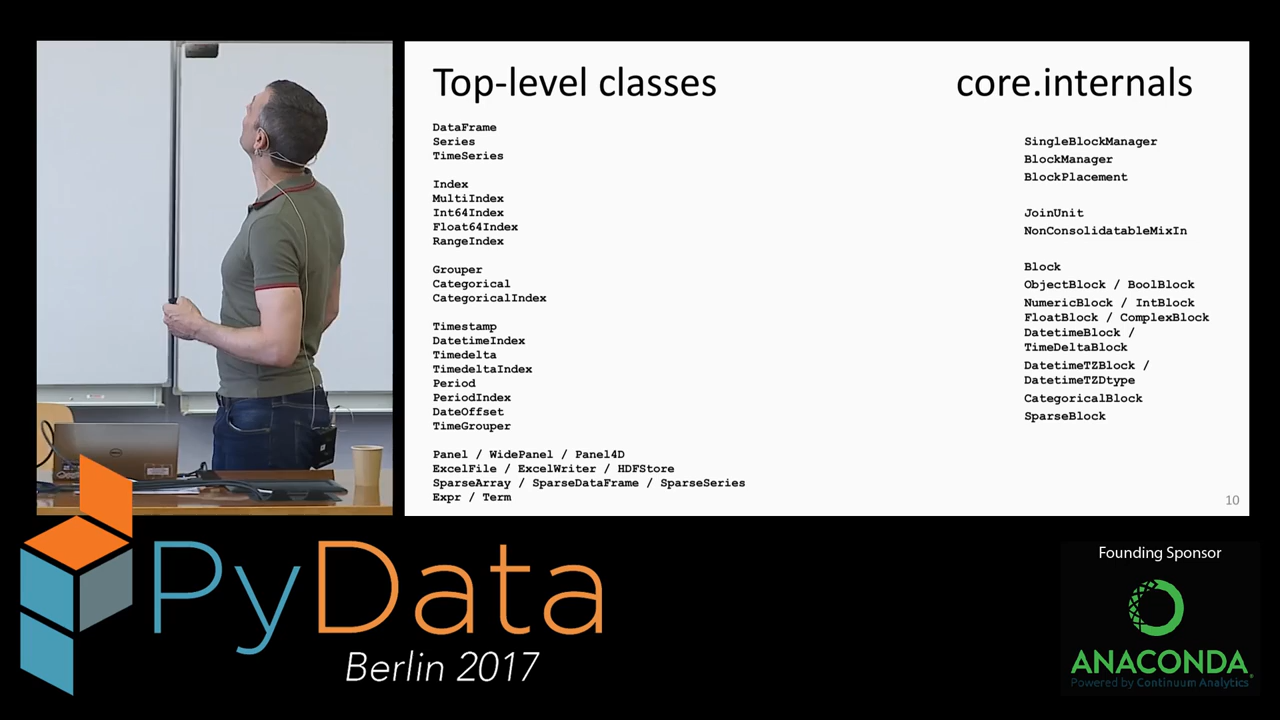 Top-level classes
DataFrame
Series
TimeSeries
Index
MultiIndex
Int64Index
Float64Index
RangeIndex
Grouper
Categorical
CategoricalIndex
Timestamp
DatetimeIndex
Timedelta
TimedeltaIndex
Period
PeriodIndex
DateOffset
TimeGrouper
Panel / WidePanel / Panel4D
ExcelFile / ExcelWriter / HDFStore
SparseArray / SparseDataFrame / SparseSeries
Expr / Term
core.internals
SingleBlockManager
BlockManager
BlockPlacement
JoinUnit
NonConsolidatableMixIn
Block
ObjectBlock / BoolBlock
NumericBlock / IntBlock
FloatBlock / ComplexBlock
DatetimeBlock /
TimeDeltaBlock
DatetimeTZBlock /
DatetimeTZDtype
CategoricalBlock
SparseBlock
10
PyData
Berlin 2017
Founding Sponsor
ANACONDA
Powered by Continuum Analytics